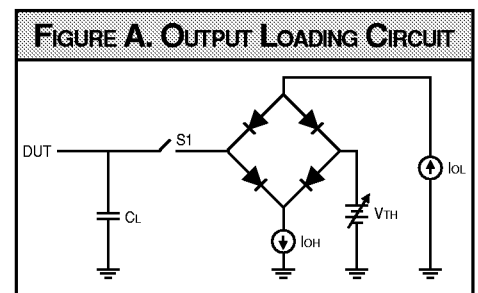 FIGURE A. OUTPUT LOADING CIRCUIT
DUT
S1
IOL
CL
VTH
IOH